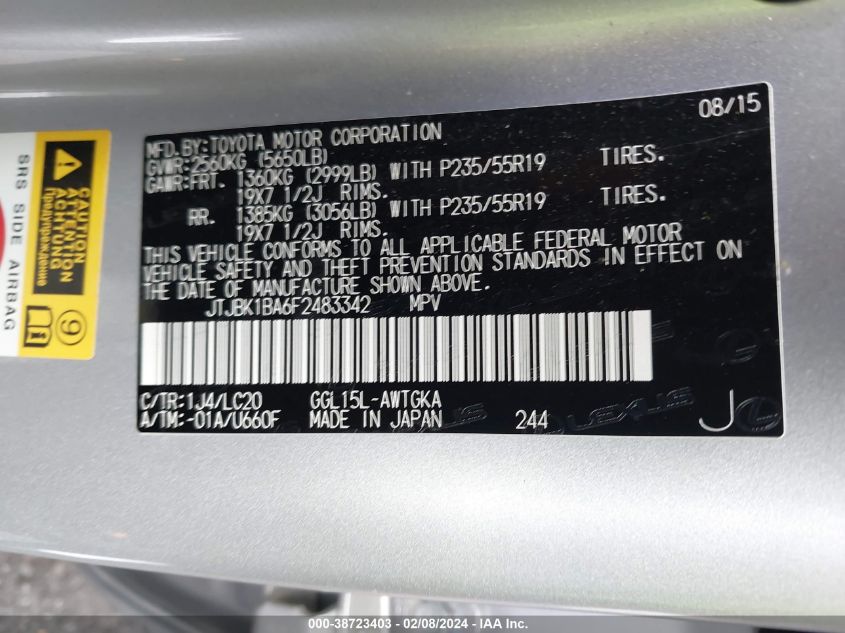 08/15
MFD. BY: TOYOTA MOTOR CORPORATION
GVWR: 2560KG (5650LB)
GAWR: FRT. 1360KG (2999LB) WITH P235/55R19 TIRES.
19X7 1/2J RIMS.
RR. 1385KG (3056LB) WITH P235/55R19 TIRES.
19X7 1/2J RIMS.
THIS VEHICLE CONFORMS TO ALL APPLICABLE FEDERAL MOTOR
VEHICLE SAFETY AND THEFT PREVENTION STANDARDS IN EFFECT ON
THE DATE OF MANUFACTURE SHOWN ABOVE.
JTJBK1BA6F2483342 MPV
C/TR: 1J4/LC20 GGL15L-AWTGKA
A/TM: -01A/U660F MADE IN JAPAN 244 J
LEXUS
SRS SIDE AIRBAG
CAUTION
ATTENTION
ACHTUNG
Предупреждение
9
000-38723403 - 02/08/2024 - IAA Inc.